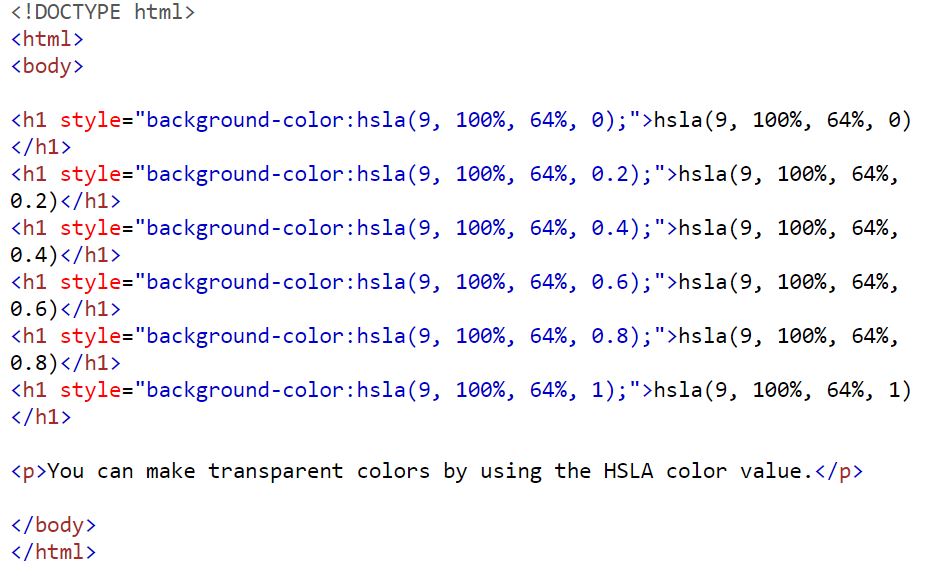 <!DOCTYPE html>
<html>
<body>
<h1 style="background-color:hsla(9, 100%, 64%, 0);">hsla(9, 100%, 64%, 0)
</h1>
<h1 style="background-color:hsla(9, 100%, 64%, 0.2);">hsla(9, 100%, 64%,
0.2)</h1>
<h1 style="background-color:hsla(9, 100%, 64%, 0.4);">hsla(9, 100%, 64%,
0.4)</h1>
<h1 style="background-color:hsla(9, 100%, 64%, 0.6);">hsla(9, 100%, 64%,
0.6)</h1>
<h1 style="background-color:hsla(9, 100%, 64%, 0.8);">hsla(9, 100%, 64%,
0.8)</h1>
<h1 style="background-color:hsla(9, 100%, 64%, 1);">hsla(9, 100%, 64%, 1)
</h1>
<p>You can make transparent colors by using the HSLA color value.</p>
</body>
</html>